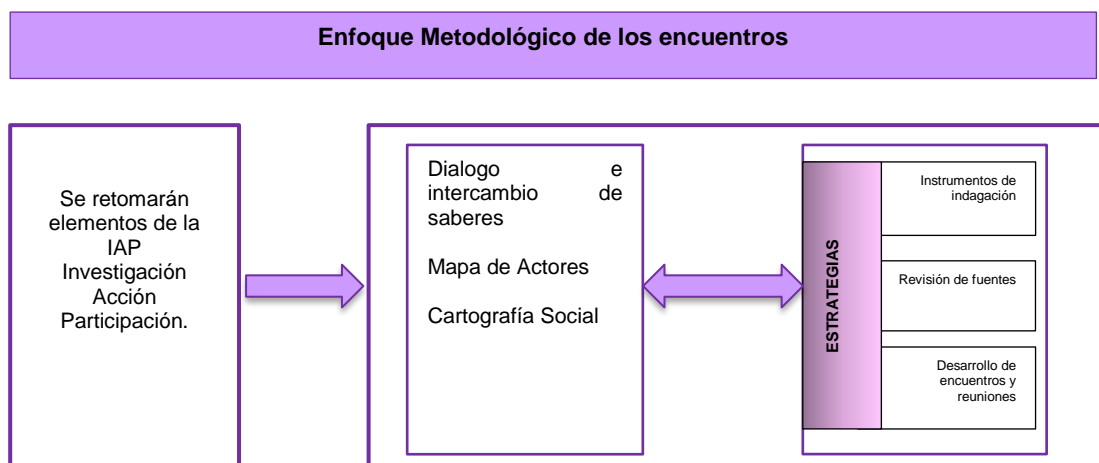 Enfoque Metodológico de los encuentros
Se retomarán
elementos de la
IAP
Investigación
Acción
Participación.
Dialogo e
intercambio de
saberes
Mapa de Actores
Cartografía Social
ESTRATEGIAS
Instrumentos de
indagación
Revisión de fuentes
Desarrollo de
encuentros y
reuniones